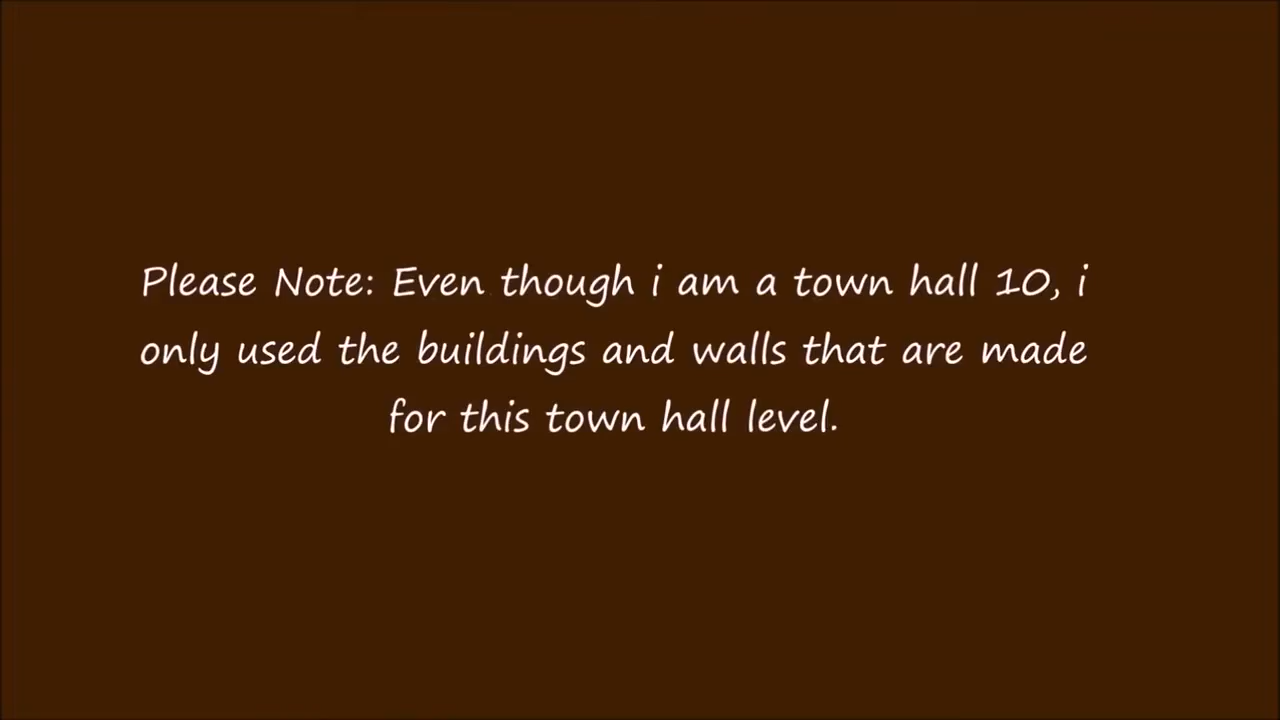 Please Note: Even though i am a town hall 10, i
only used the buildings and walls that are made
for this town hall level.